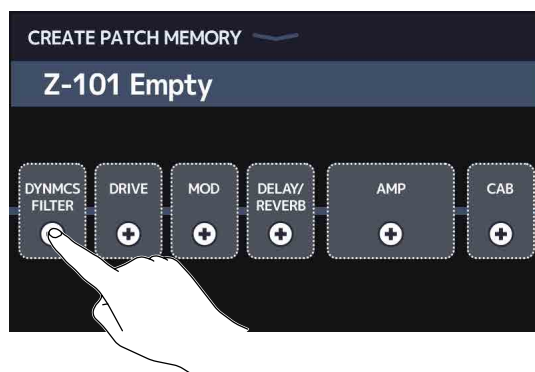 CREATE PATCH MEMORY
Z-101 Empty
DYNMCS
FILTER
DRIVE
MOD
DELAY/
REVERB
AMP
CAB